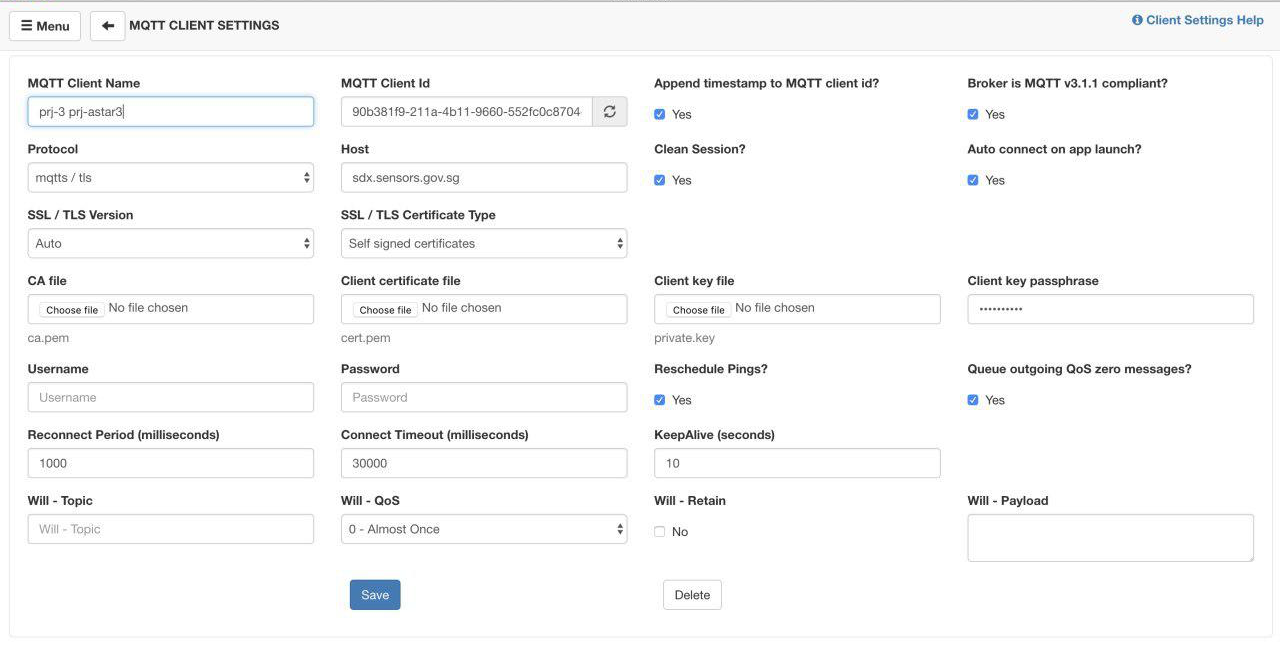 Menu MQTT CLIENT SETTINGS Client Settings Help
MQTT Client Name MQTT Client Id Append timestamp to MQTT client id? Broker is MQTT v3.1.1 compliant?
prj-3 prj-astar3 90b381f9-211a-4b11-9660-552fc0c8704 Yes Yes
Protocol Host Clean Session? Auto connect on app launch?
mqtts / tls sdx.sensors.gov.sg Yes Yes
SSL / TLS Version SSL / TLS Certificate Type
Auto Self signed certificates
CA file Client certificate file Client key file Client key passphrase
Choose file No file chosen Choose file No file chosen Choose file No file chosen ••••••••••
ca.pem cert.pem private.key
Username Password Reschedule Pings? Queue outgoing QoS zero messages?
Username Password Yes Yes
Reconnect Period (milliseconds) Connect Timeout (milliseconds) KeepAlive (seconds)
1000 30000 10
Will - Topic Will - QoS Will - Retain Will - Payload
Will - Topic 0 - Almost Once No
Save Delete